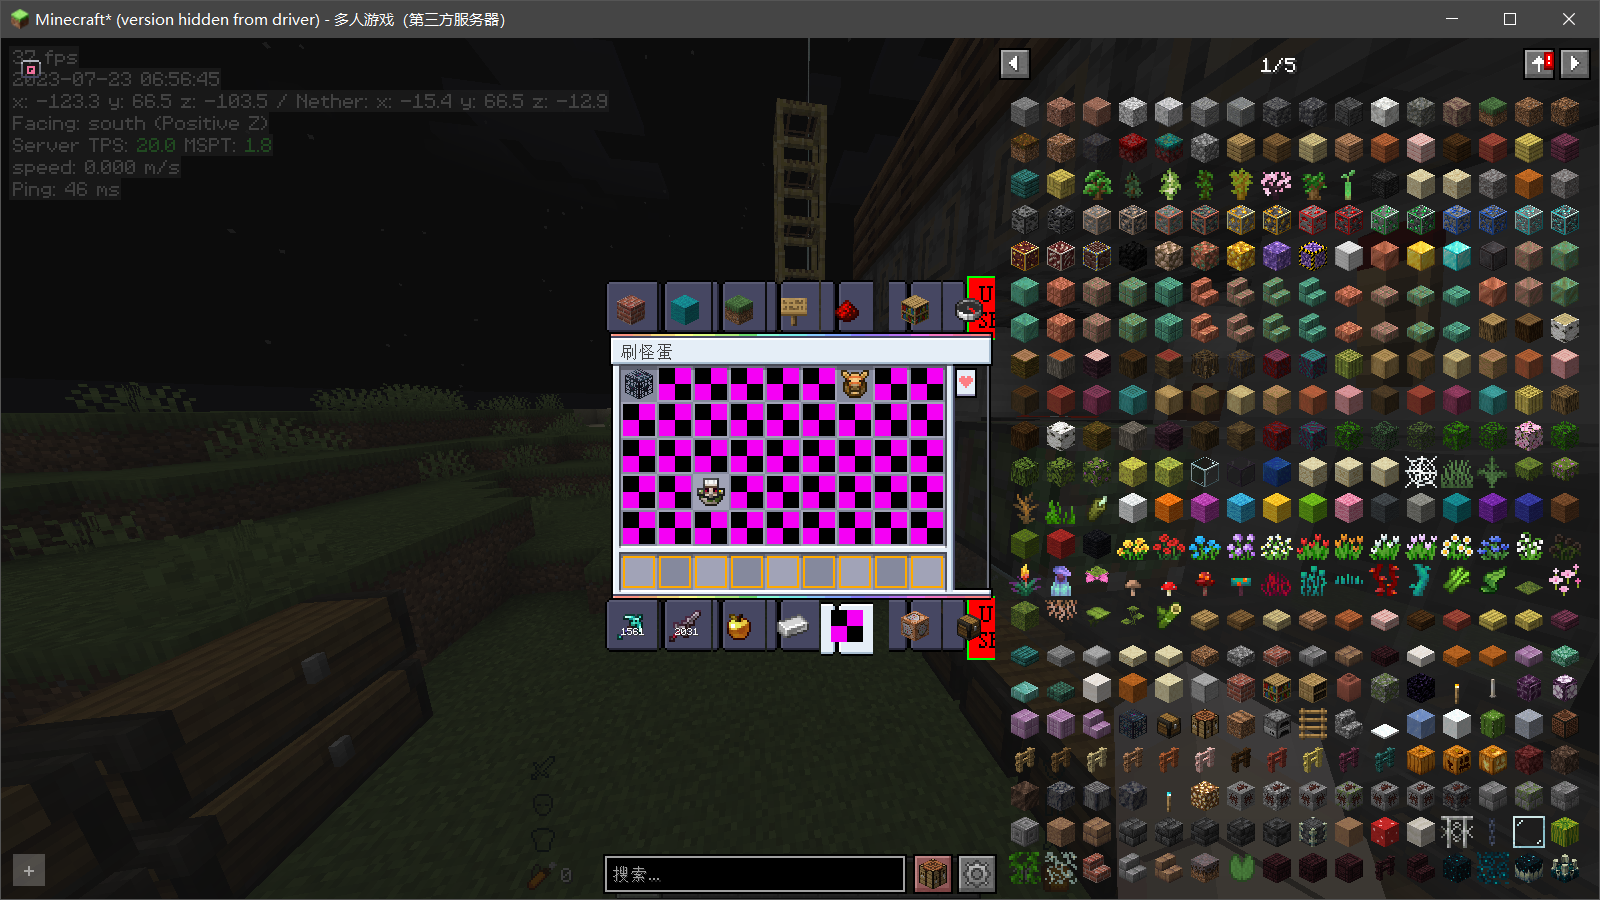 Minecraft* (version hidden from driver) - 多人游戏 (第三方服务器)
37 fps
2023-07-23 06:56:45
x: -123.3 y: 66.5 z: -103.5 / Nether: x: -15.4 y: 66.5 z: -12.9
Facing: south (Positive Z)
Server TPS: 20.0 MSPT: 1.8
speed: 0.000 m/s
Ping: 46 ms
1/5
刷怪蛋
1561
2031
0
搜索...